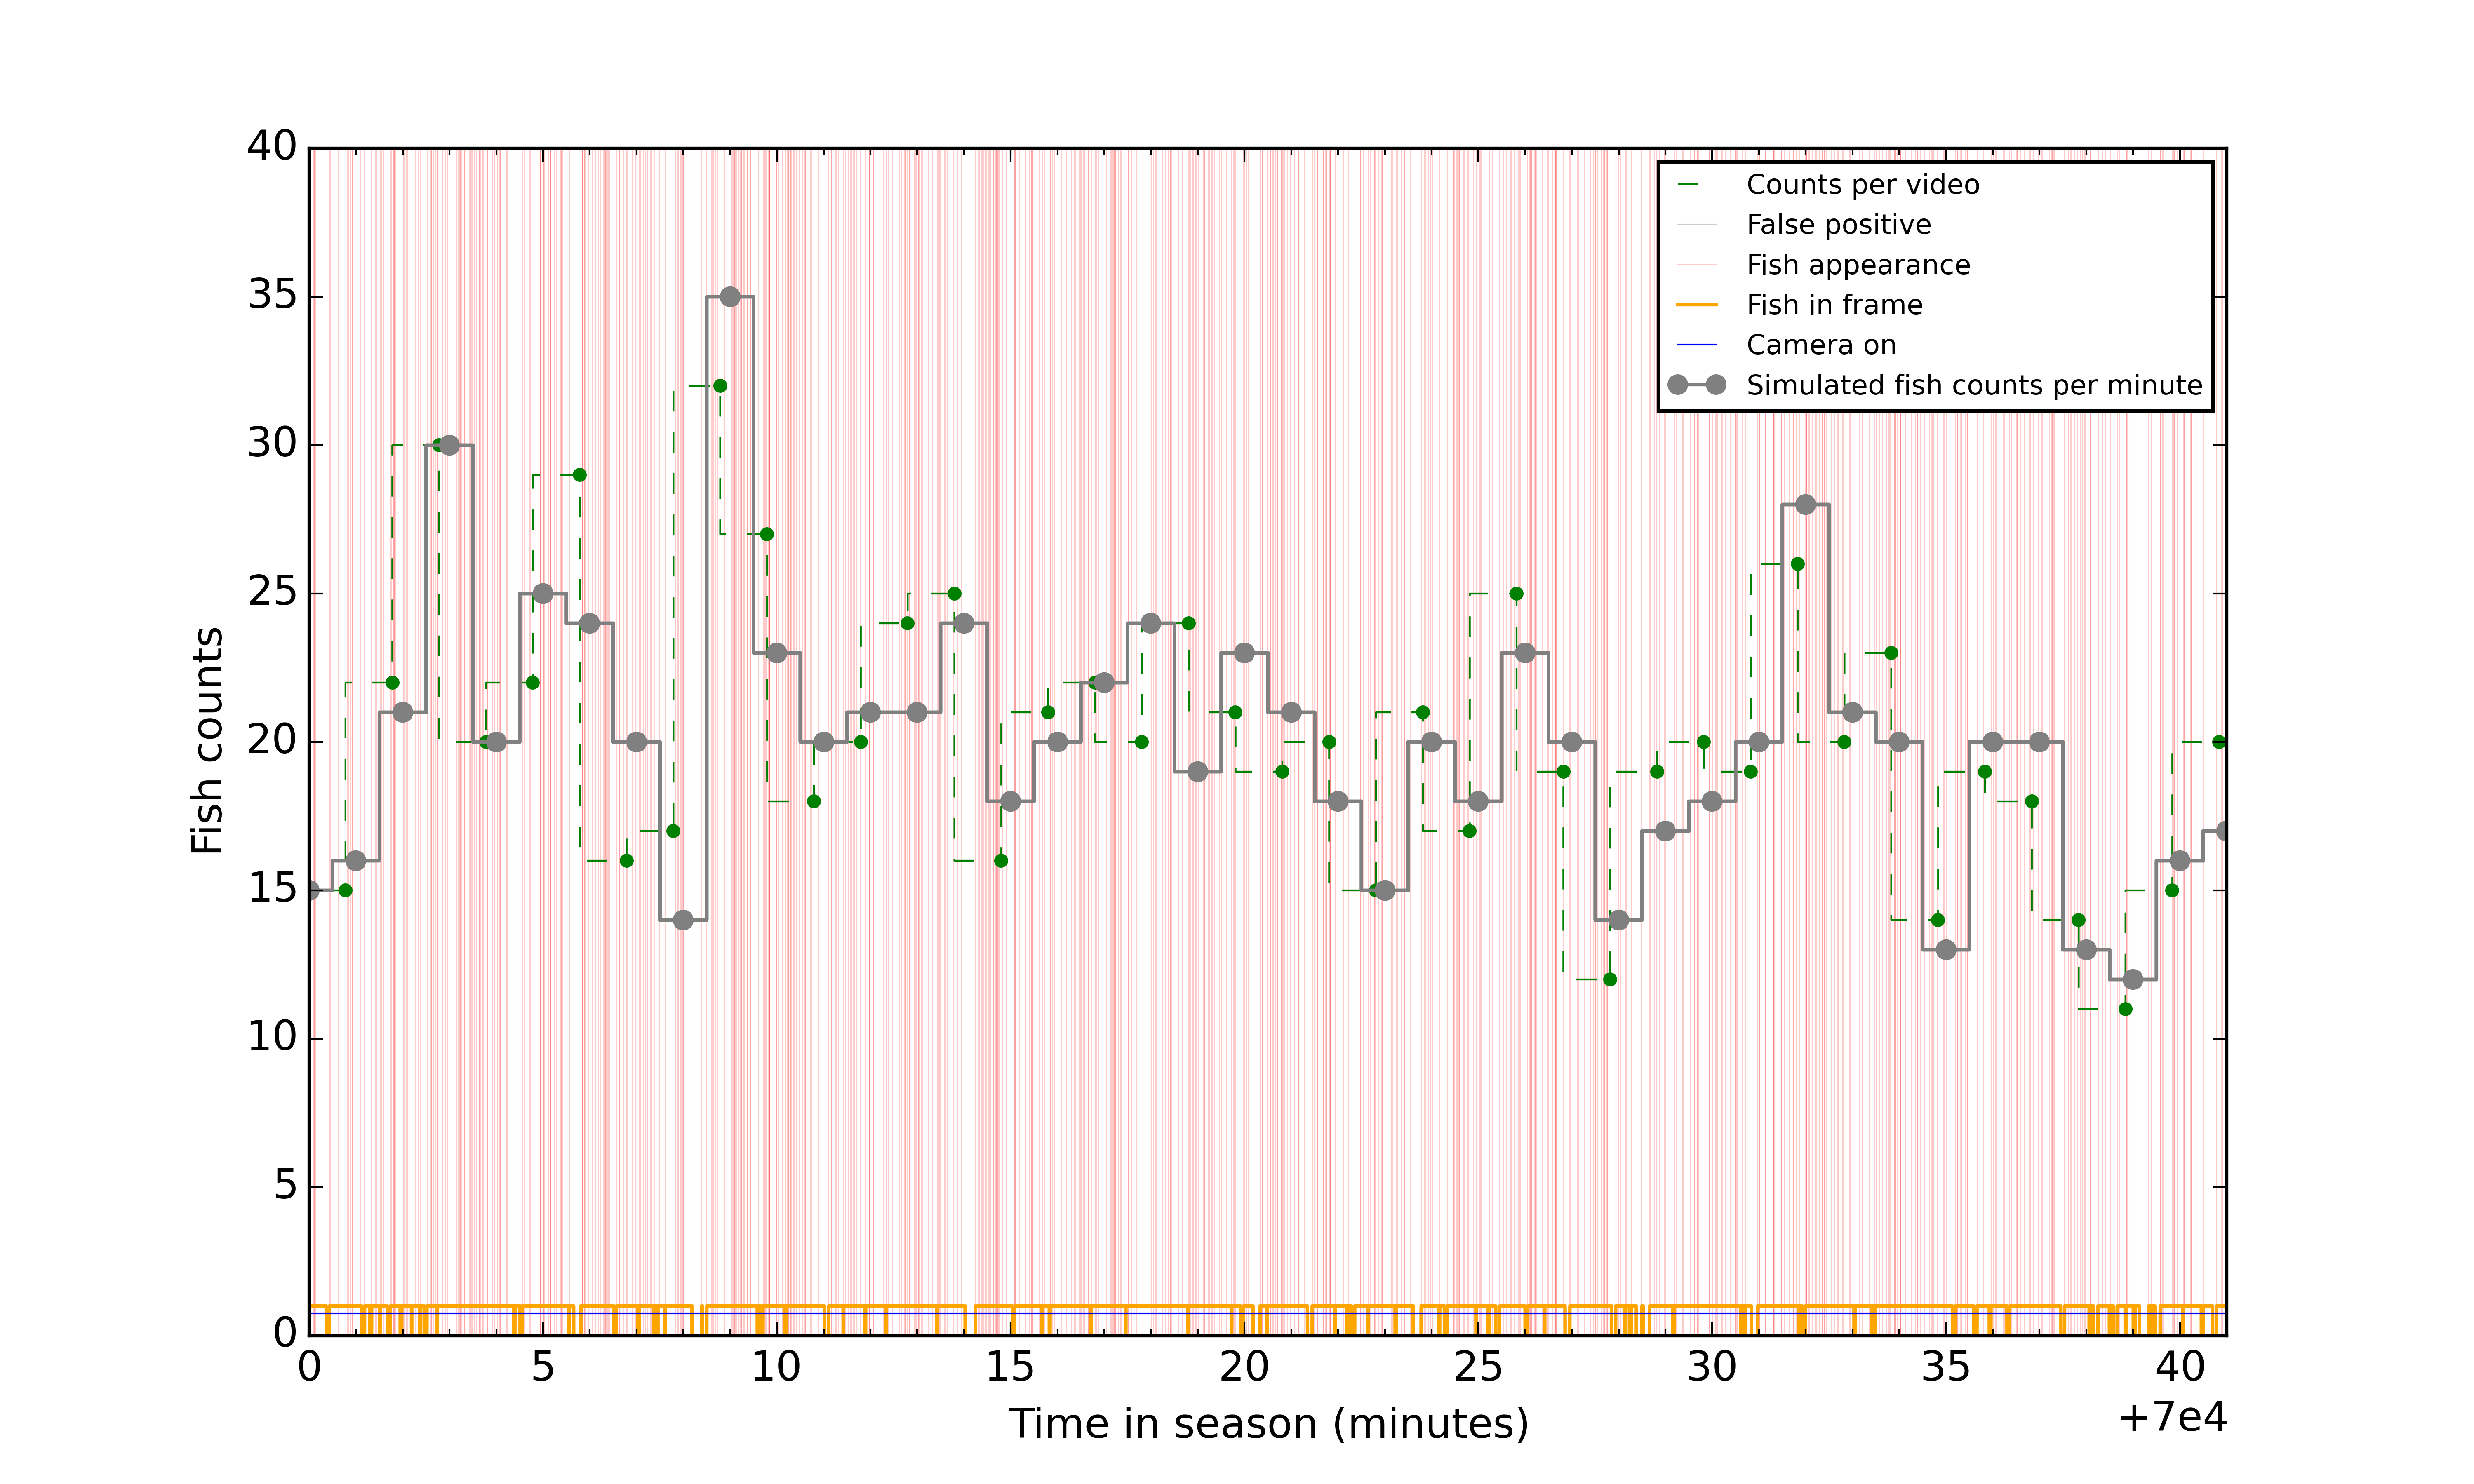 40
35
30
25
20
15
10
5
0
Fish counts
Counts per video
False positive
Fish appearance
Fish in frame
Camera on
Simulated fish counts per minute
0 5 10 15 20 25 30 35 40
Time in season (minutes)
+7e4